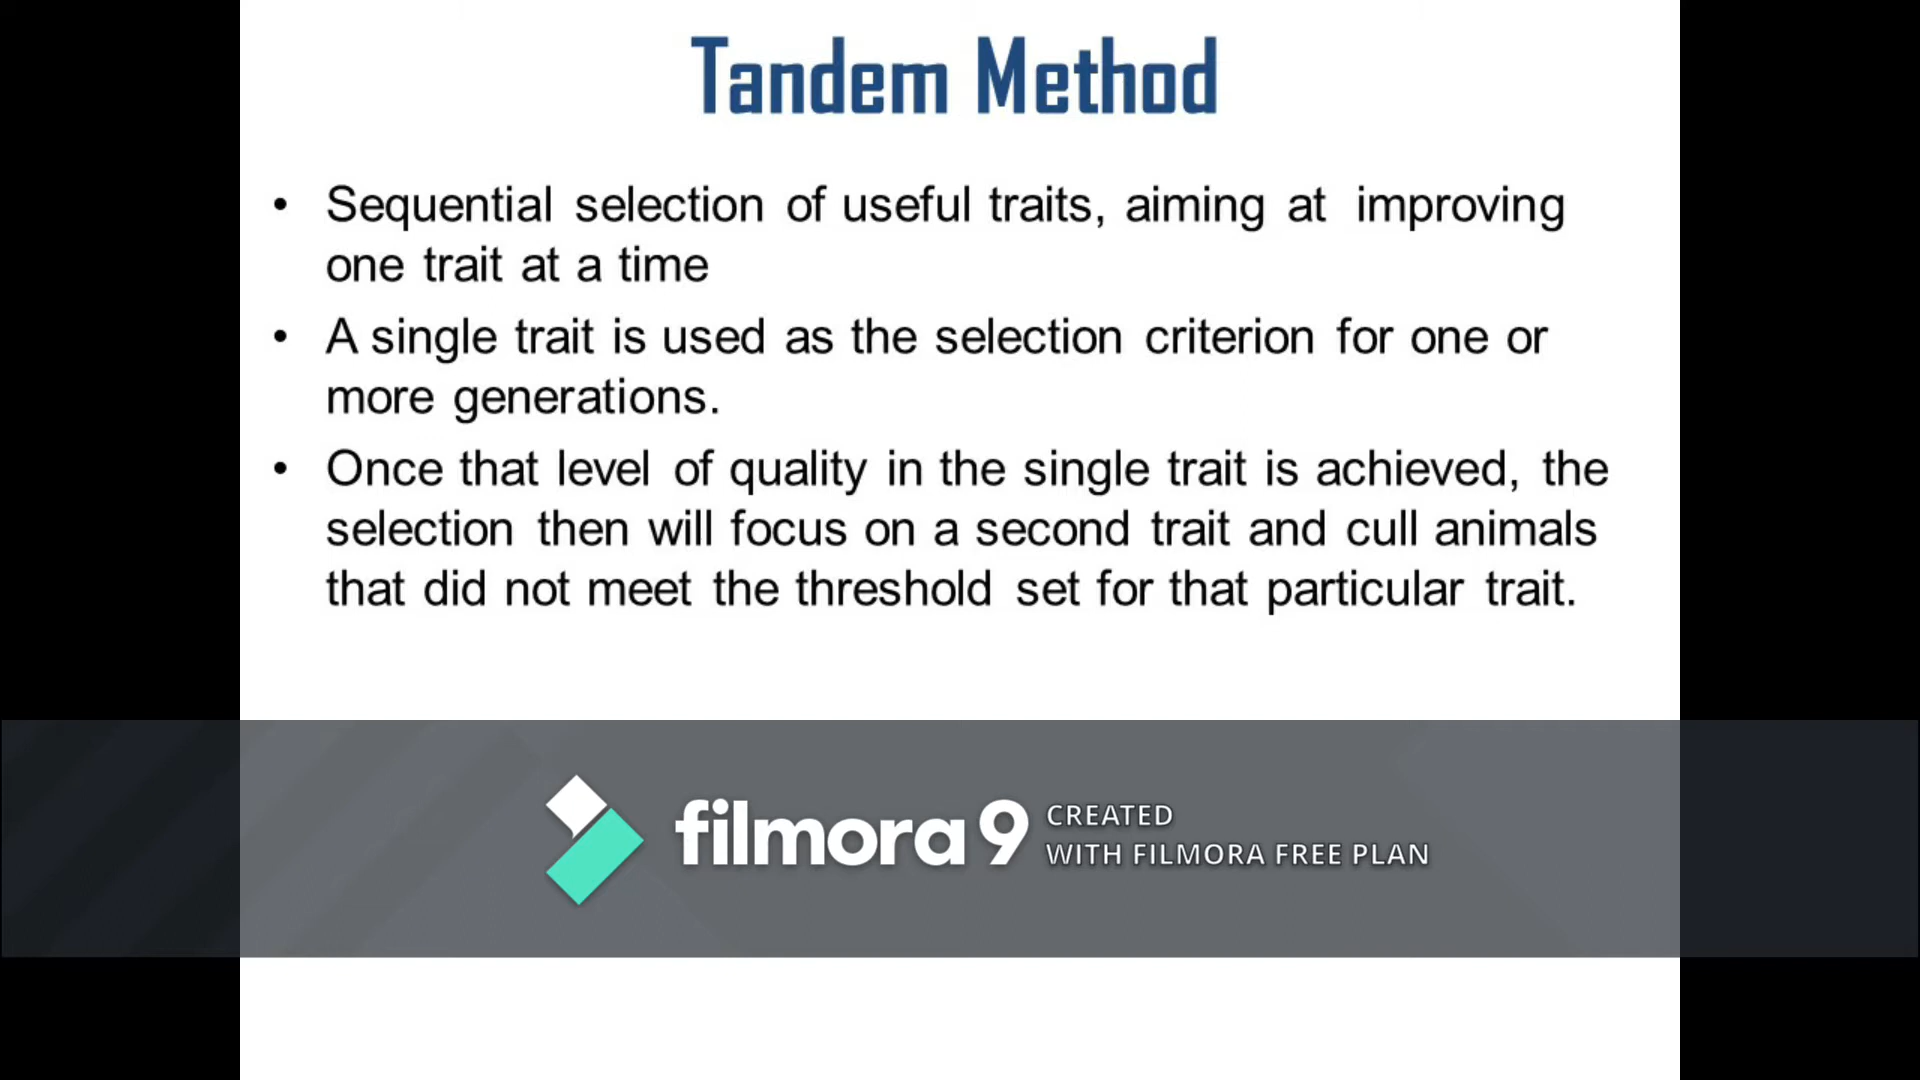 Tandem Method
• Sequential selection of useful traits, aiming at improving
one trait at a time
• A single trait is used as the selection criterion for one or
more generations.
• Once that level of quality in the single trait is achieved, the
selection then will focus on a second trait and cull animals
that did not meet the threshold set for that particular trait.
filmora9 CREATED
WITH FILMORA FREE PLAN